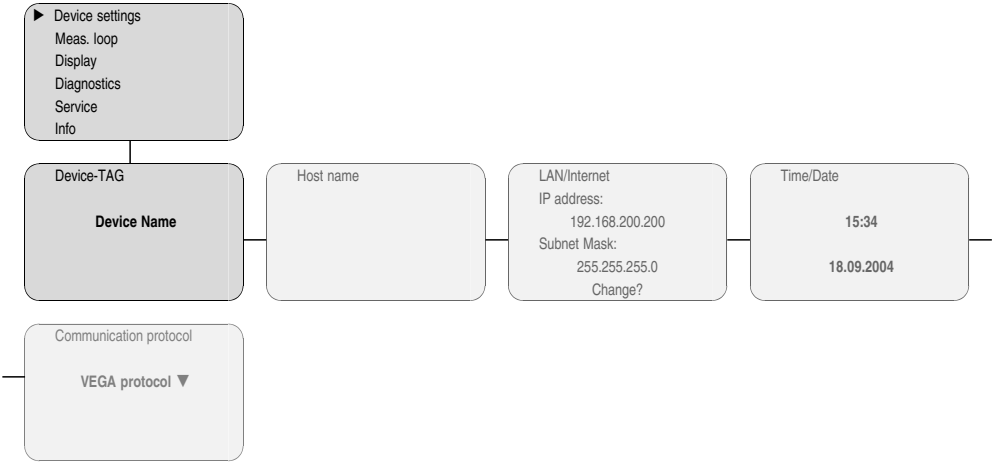 ▶ Device settings
Meas. loop
Display
Diagnostics
Service
Info
Device-TAG
Device Name
Host name
LAN/Internet
IP address:
192.168.200.200
Subnet Mask:
255.255.255.0
Change?
Time/Date
15:34
18.09.2004
Communication protocol
VEGA protocol ▼